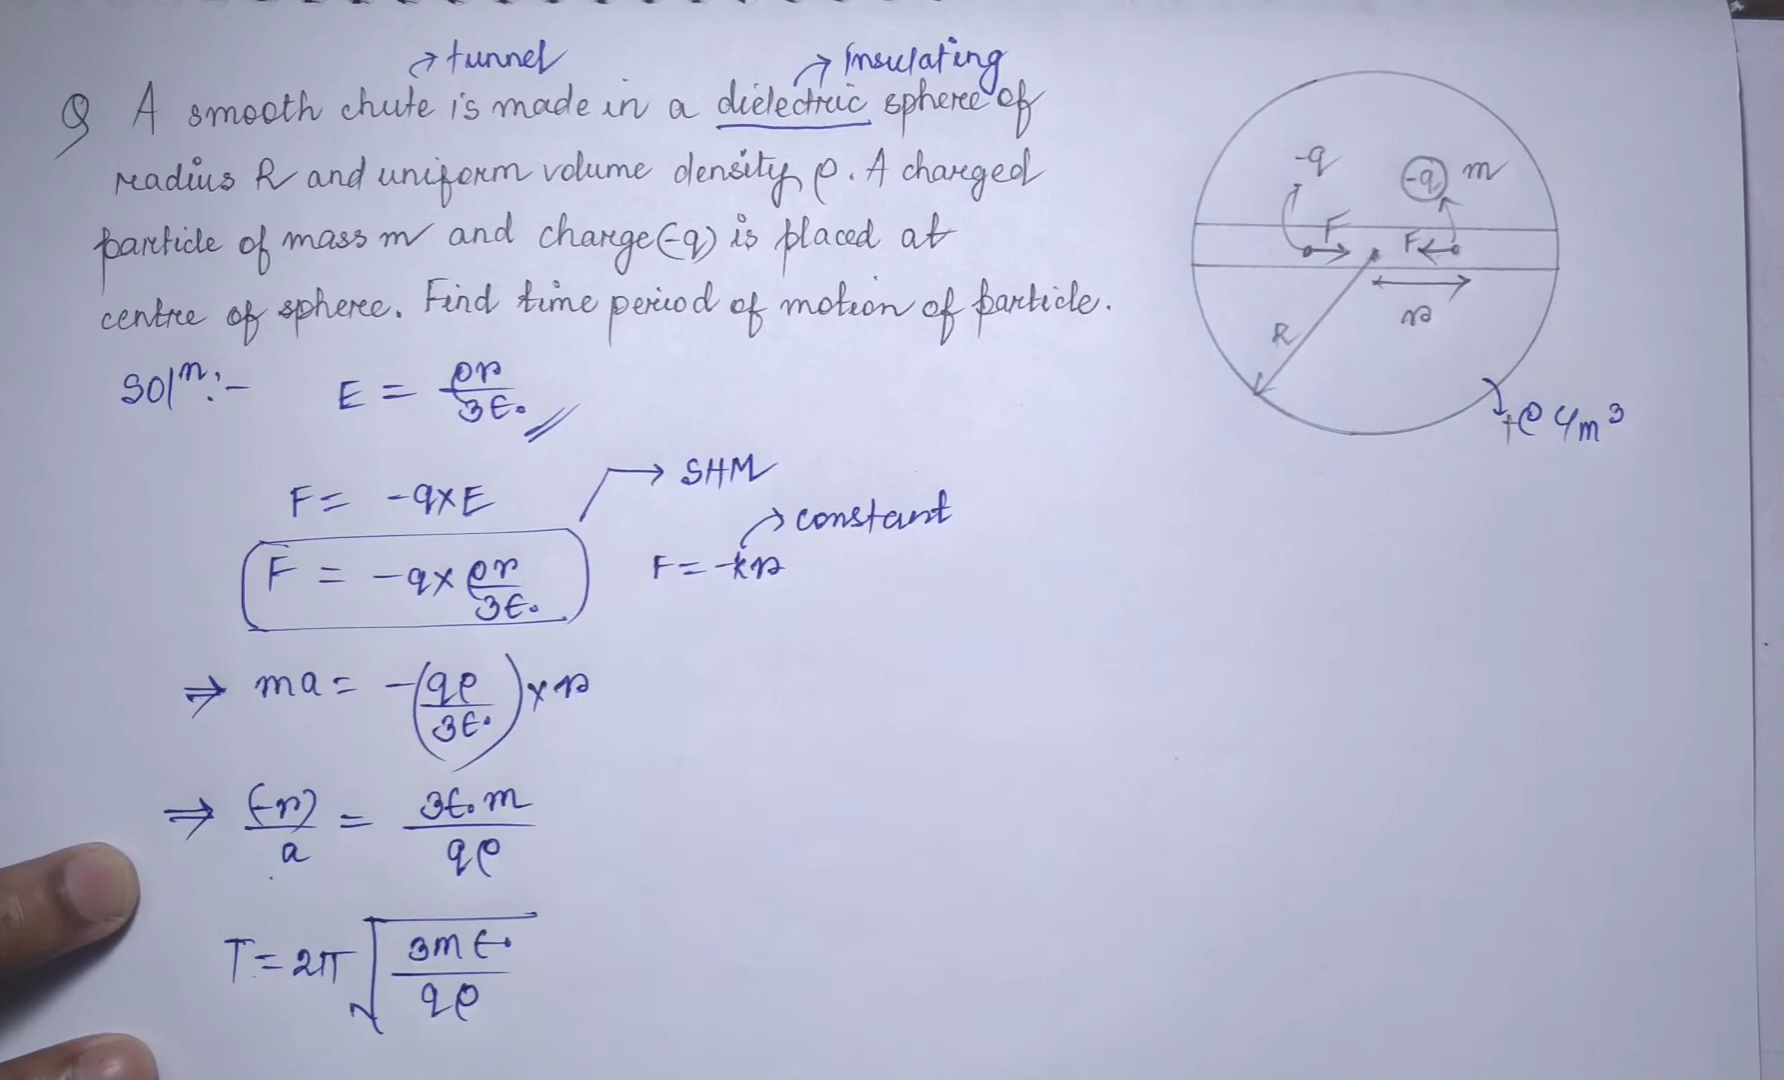 → tunnel
→ Insulating
Q A smooth chute is made in a dielectric sphere of
radius R and uniform volume density ρ. A charged
particle of mass m and charge (-q) is placed at
centre of sphere. Find time period of motion of particle.
-q
-q m
F
F
r
R
+ρ C/m³
Solⁿ:- E = ρr/3ε₀
→ SHM
F = -q×E
→ constant
F = -q× ρr/3ε₀
F = -kr
⇒ ma = -(qρ/3ε₀) × r
⇒ (-r)/a = 3ε₀m/qρ
T = 2π √(3mε₀/qρ)